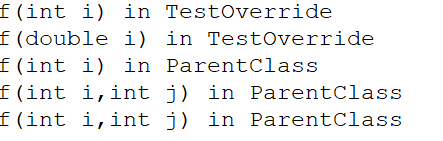 f(int i) in TestOverride
f(double i) in TestOverride
f(int i) in ParentClass
f(int i,int j) in ParentClass
f(int i,int j) in ParentClass